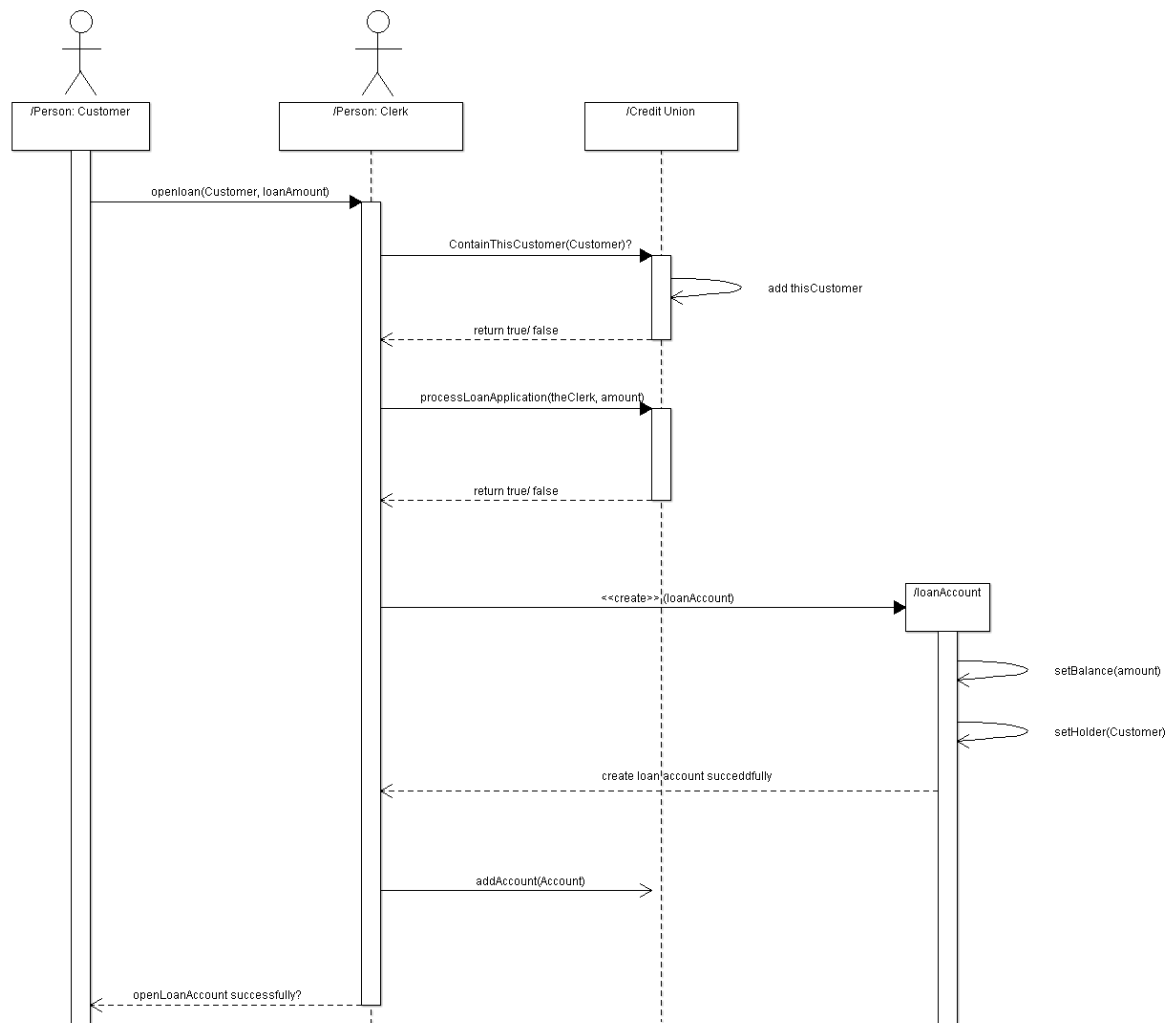 /Person: Customer
/Person: Clerk
/Credit Union
openloan(Customer, loanAmount)
ContainThisCustomer(Customer)?
add thisCustomer
return true/ false
processLoanApplication(theClerk, amount)
return true/ false
/loanAccount
<<create>> (loanAccount)
setBalance(amount)
setHolder(Customer)
create loan account succeddfully
addAccount(Account)
openLoanAccount successfully?